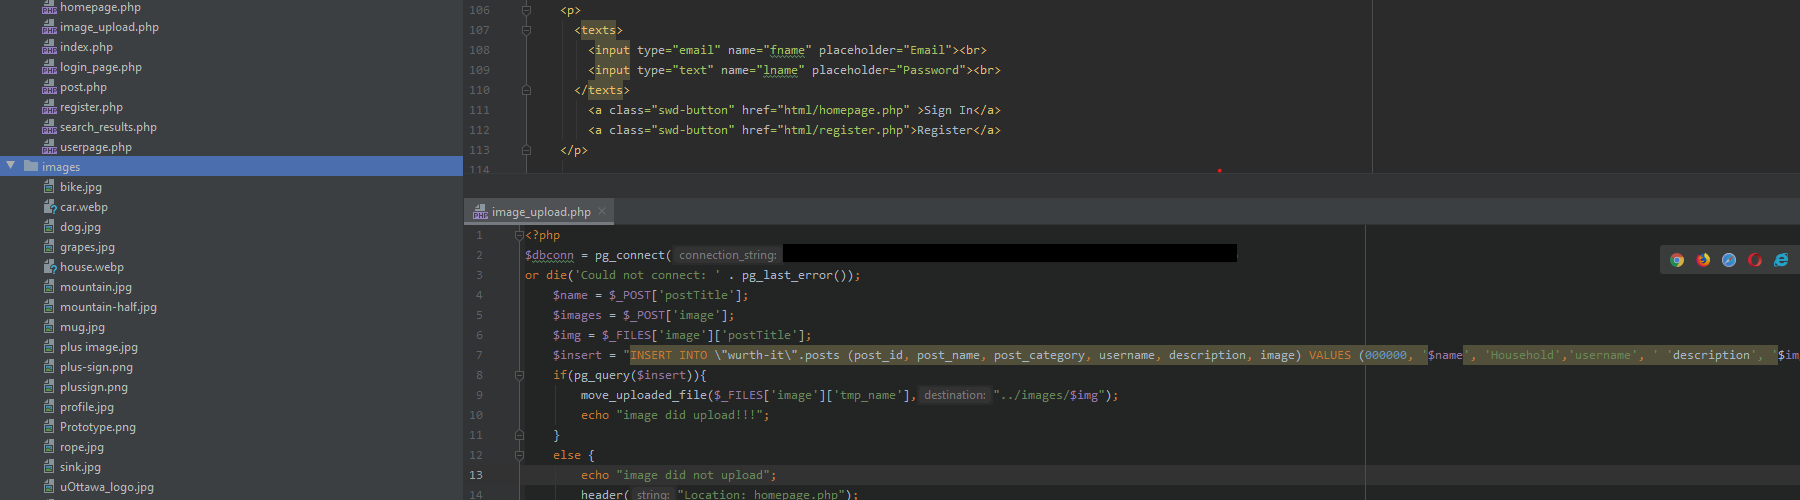 homepage.php
image_upload.php
index.php
login_page.php
post.php
register.php
search_results.php
userpage.php
images
bike.jpg
car.webp
dog.jpg
grapes.jpg
house.webp
mountain.jpg
mountain-half.jpg
mug.jpg
plus image.jpg
plus-sign.png
plussign.png
profile.jpg
Prototype.png
rope.jpg
sink.jpg
uOttawa_logo.jpg
106 <p>
107 <texts>
108 <input type="email" name="fname" placeholder="Email"><br>
109 <input type="text" name="lname" placeholder="Password"><br>
110 </texts>
111 <a class="swd-button" href="html/homepage.php" >Sign In</a>
112 <a class="swd-button" href="html/register.php">Register</a>
113 </p>
114
image_upload.php
1 <?php
2 $dbconn = pg_connect( connection_string:
3 or die('Could not connect: ' . pg_last_error());
4 $name = $_POST['postTitle'];
5 $images = $_POST['image'];
6 $img = $_FILES['image']['postTitle'];
7 $insert = "INSERT INTO \"wurth-it\".posts (post_id, post_name, post_category, username, description, image) VALUES (000000, '$name', 'Household','username', ' 'description', '$im
8 if(pg_query($insert)){
9 move_uploaded_file($_FILES['image']['tmp_name'], destination: "../images/$img");
10 echo "image did upload!!!";
11 }
12 else {
13 echo "image did not upload";
14 header( string: "Location: homepage.php");